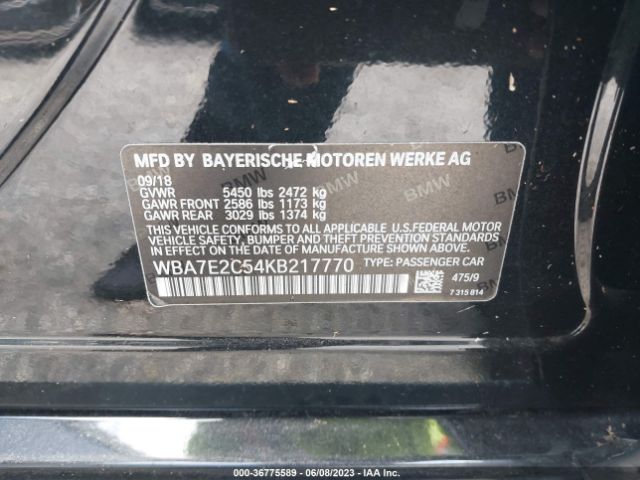 MFD BY BAYERISCHE MOTOREN WERKE AG
09/18
GVWR 5450 lbs 2472 kg
GAWR FRONT 2586 lbs 1173 kg
GAWR REAR 3029 lbs 1374 kg
THIS VEHICLE CONFORMS TO ALL APPLICABLE U.S.FEDERAL MOTOR
VEHICLE SAFETY, BUMPER, AND THEFT PREVENTION STANDARDS
IN EFFECT ON THE DATE OF MANUFACTURE SHOWN ABOVE.
WBA7E2C54KB217770 TYPE: PASSENGER CAR
475/9
7 315 814
000-36775589 - 06/08/2023 - IAA Inc.